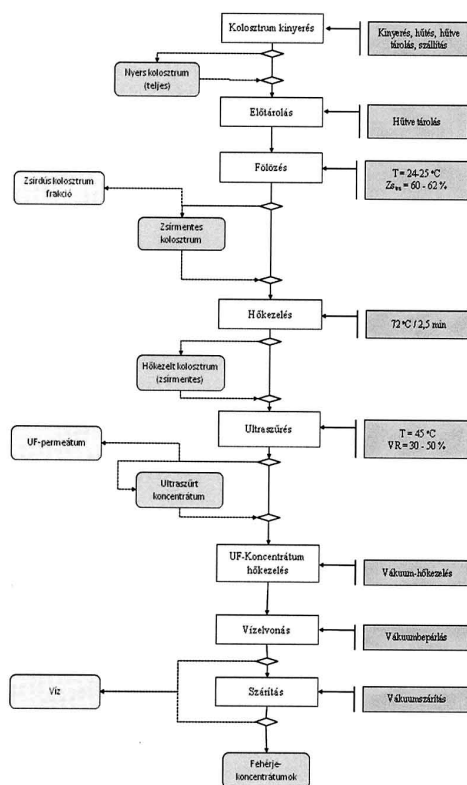 Kolosztrum kinyerés
Kinyerés, hűtés, hűtve
tárolás, szállítás
Nyers kolosztrum
(teljes)
Előtárolás
Hűtve tárolás
Fölözés
T = 24-25 °C
Zs = 60 - 62 %
Zsírdús kolosztrum
frakció
Zsírmentes
kolosztrum
Hőkezelés
72 °C / 2,5 min
Hőkezelt kolosztrum
(zsírmentes)
Ultraszűrés
T = 45 °C
VR = 30 - 50 %
UF-permeátum
Ultraszűrt
koncentrátum
UF-Koncentrátum
hőkezelés
Vákuum-hőkezelés
Vízelvonás
Vákuumbepárlás
Víz
Szárítás
Vákuumszárítás
Fehérje-
koncentrátumok